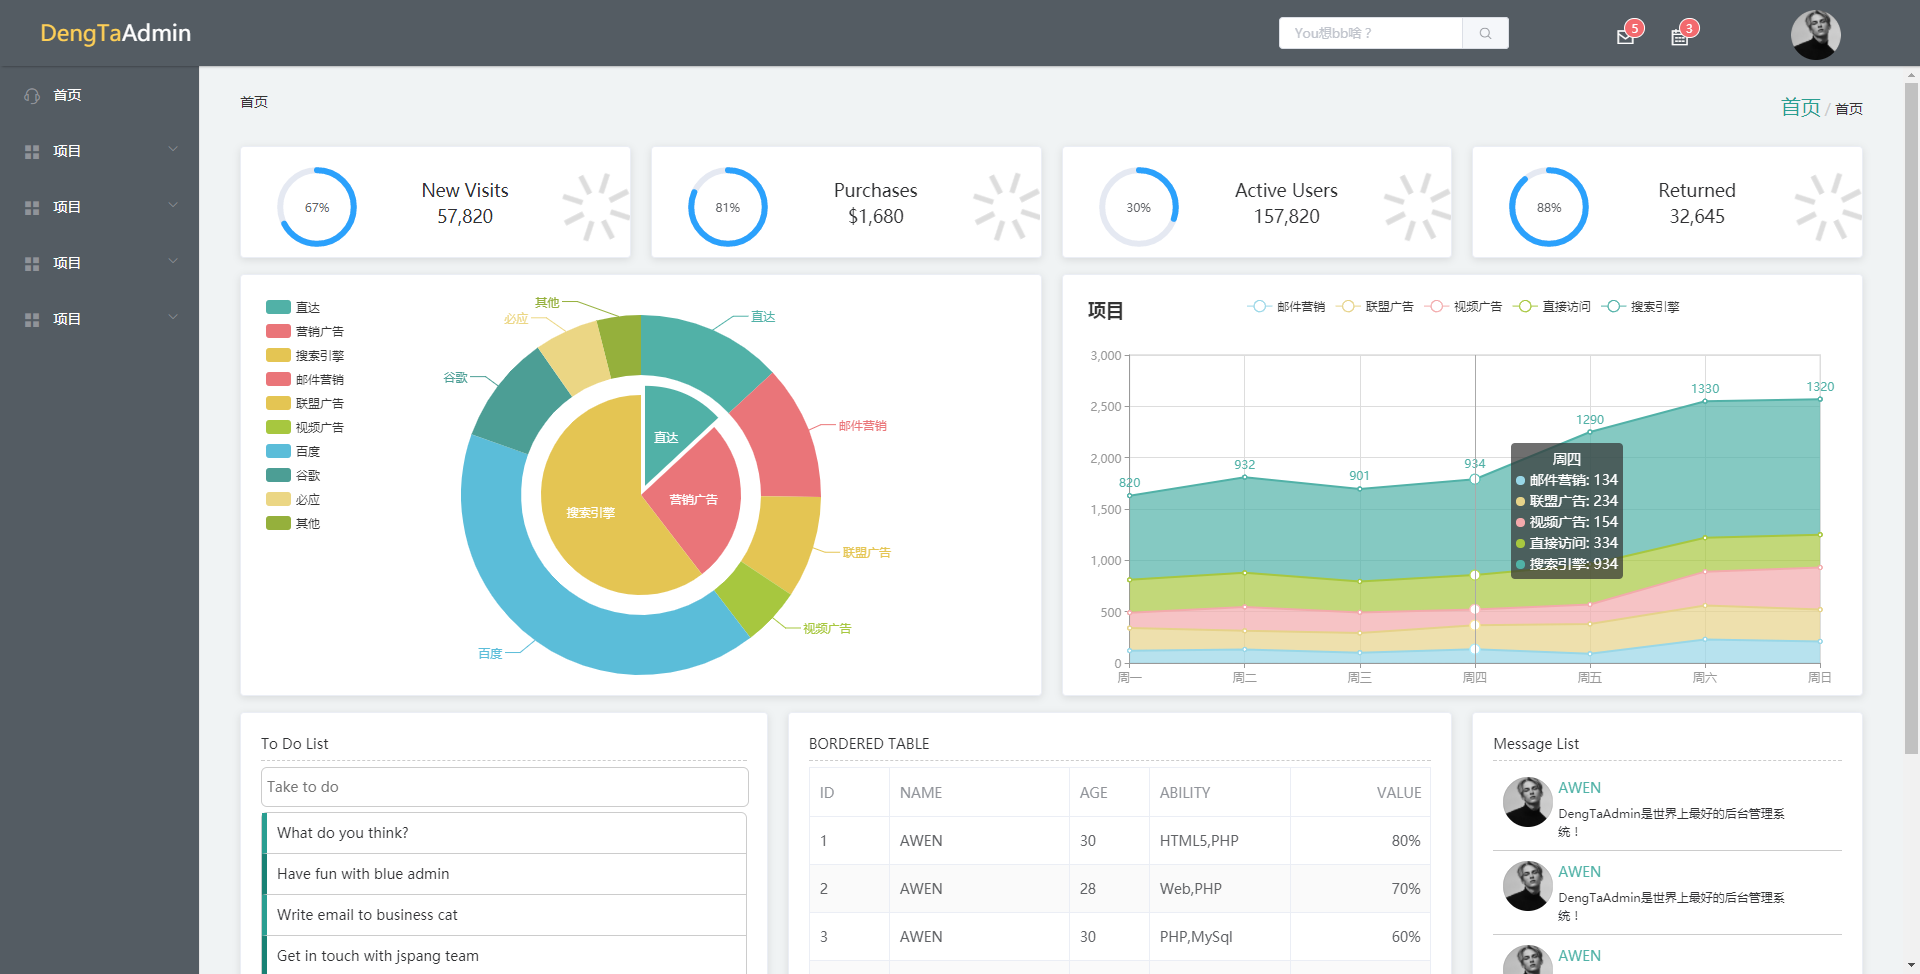 DengTaAdmin
You想bb啥？
5
3
首页
项目
项目
项目
项目
首页
首页 / 首页
67%
New Visits
57,820
81%
Purchases
$1,680
30%
Active Users
157,820
88%
Returned
32,645
直达
营销广告
搜索引擎
邮件营销
联盟广告
视频广告
百度
谷歌
必应
其他
其他
必应
直达
谷歌
邮件营销
直达
营销广告
搜索引擎
联盟广告
视频广告
百度
项目
邮件营销 联盟广告 视频广告 直接访问 搜索引擎
3,000
2,500
2,000
1,500
1,000
500
0
820
932
901
934
1290
1330
1320
周四
邮件营销: 134
联盟广告: 234
视频广告: 154
直接访问: 334
搜索引擎: 934
周一 周二 周三 周四 周五 周六 周日
To Do List
Take to do
What do you think?
Have fun with blue admin
Write email to business cat
Get in touch with jspang team
BORDERED TABLE
ID NAME AGE ABILITY VALUE
1 AWEN 30 HTML5,PHP 80%
2 AWEN 28 Web,PHP 70%
3 AWEN 30 PHP,MySql 60%
Message List
AWEN
DengTaAdmin是世界上最好的后台管理系
统！
AWEN
DengTaAdmin是世界上最好的后台管理系
统！
AWEN